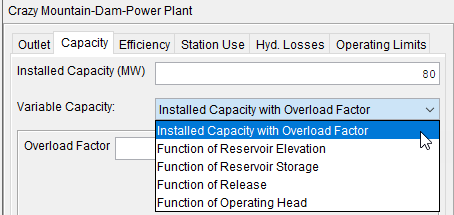 Crazy Mountain-Dam-Power Plant
Outlet Capacity Efficiency Station Use Hyd. Losses Operating Limits
Installed Capacity (MW) 80
Variable Capacity: Installed Capacity with Overload Factor
Installed Capacity with Overload Factor
Overload Factor
Function of Reservoir Elevation
Function of Reservoir Storage
Function of Release
Function of Operating Head